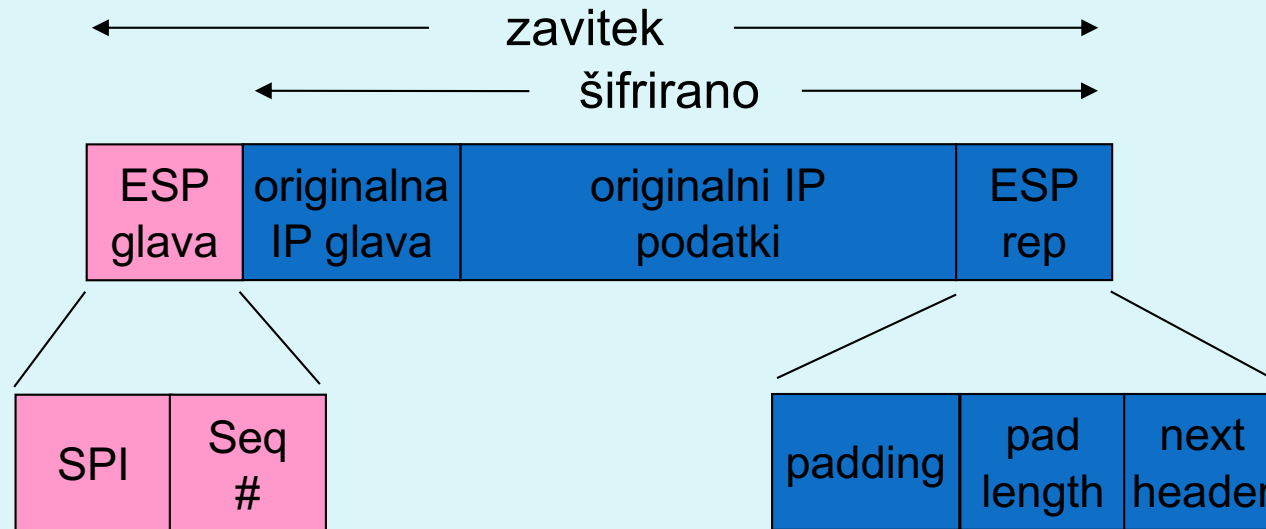 zavitek
šifrirano
ESP
glava
originalna
IP glava
originalni IP
podatki
ESP
rep
SPI
Seq
#
padding
pad
length
next
header